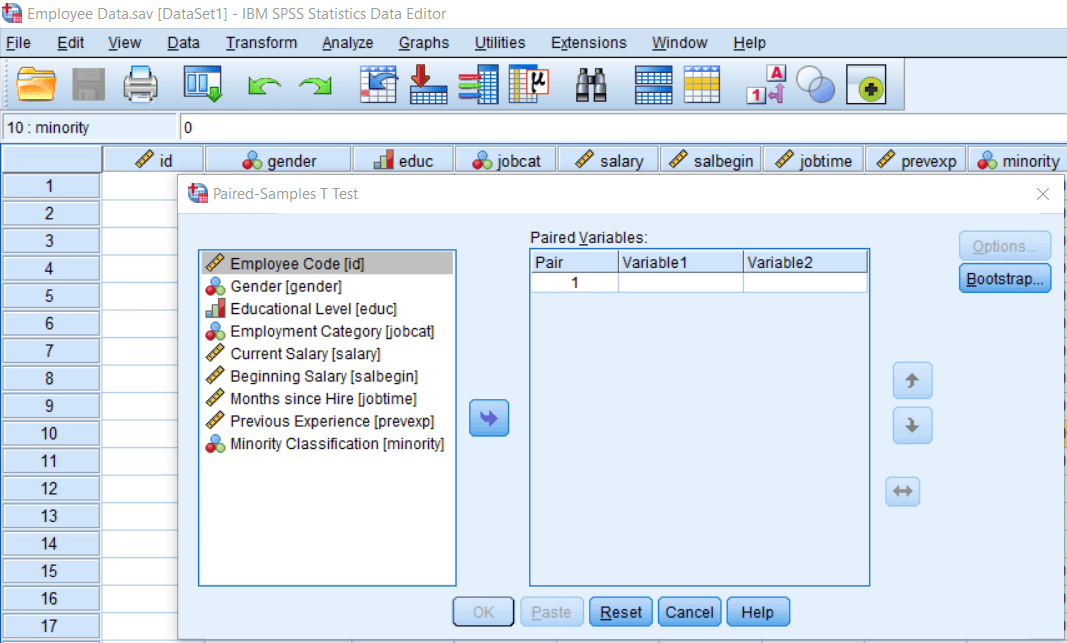 Employee Data.sav [DataSet1] - IBM SPSS Statistics Data Editor
File Edit View Data Transform Analyze Graphs Utilities Extensions Window Help
μ A 1
10 : minority 0
id gender educ jobcat salary salbegin jobtime prevexp minority
1
2
3
4
5
6
7
8
9
10
11
12
13
14
15
16
17
Paired-Samples T Test
Employee Code [id]
Gender [gender]
Educational Level [educ]
Employment Category [jobcat]
Current Salary [salary]
Beginning Salary [salbegin]
Months since Hire [jobtime]
Previous Experience [prevexp]
Minority Classification [minority]
Paired Variables:
Pair Variable1 Variable2
1
Options...
Bootstrap...
OK Paste Reset Cancel Help